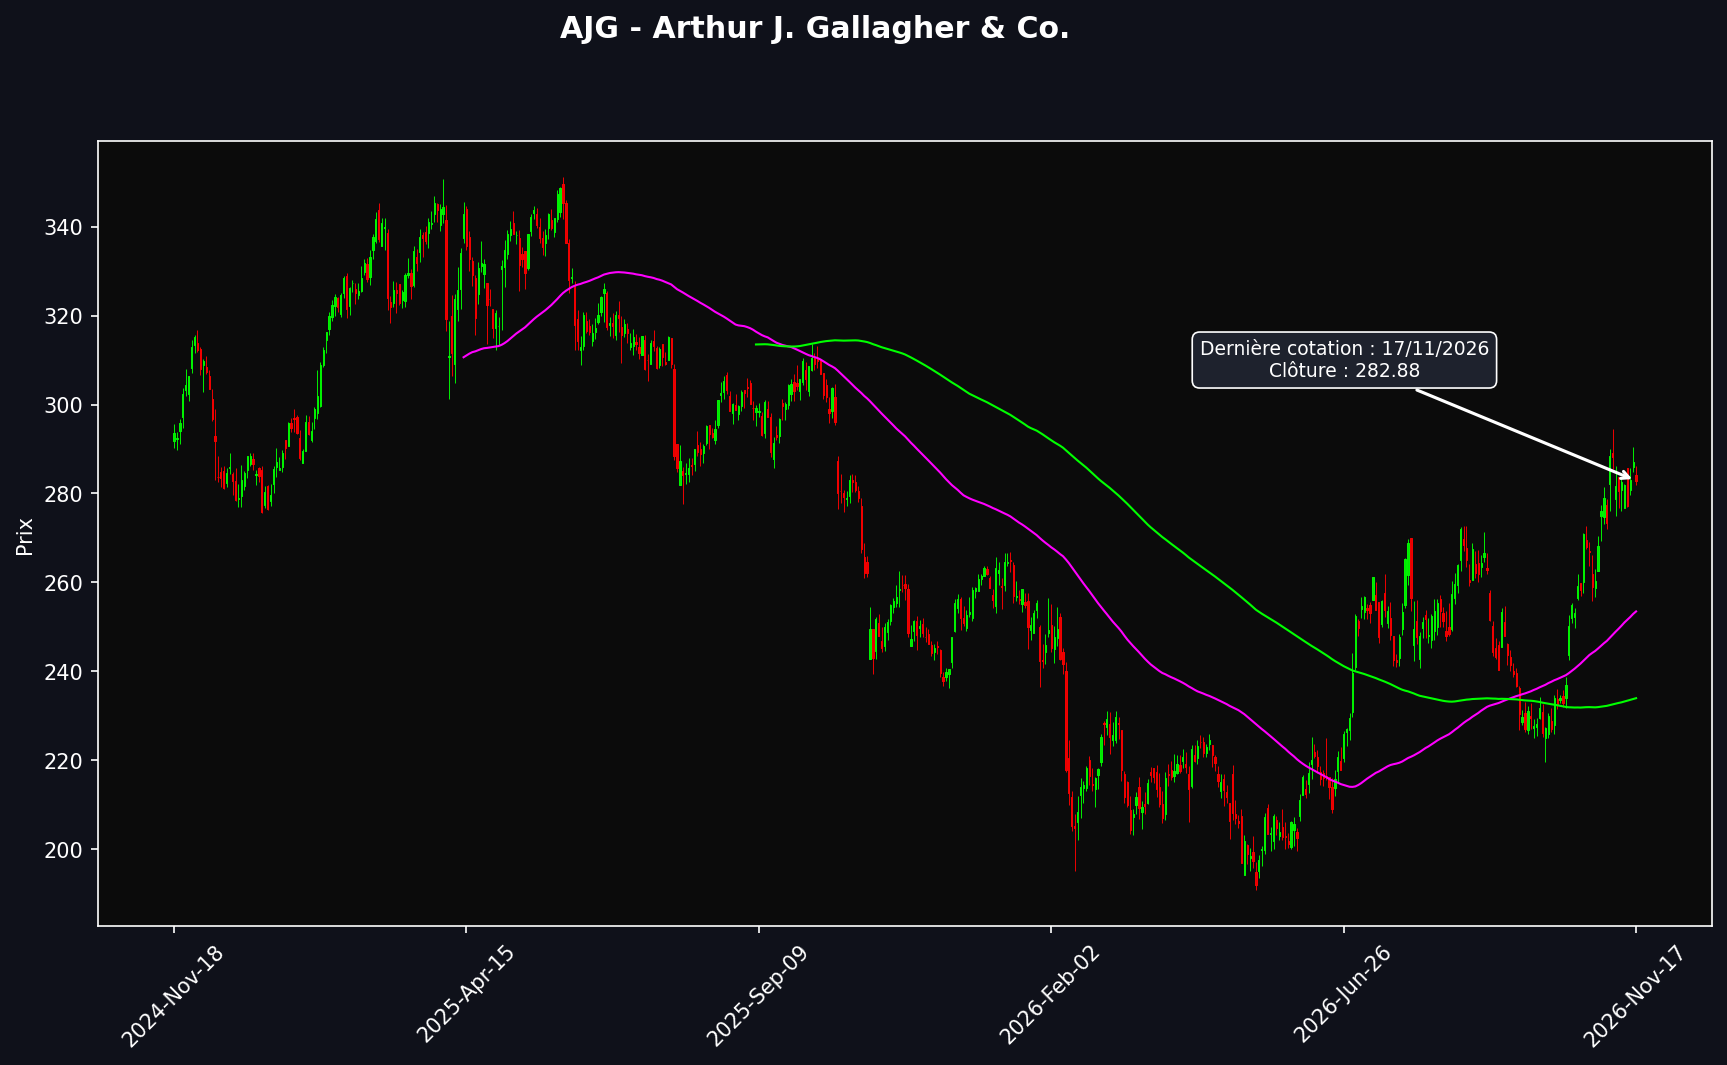 AJG - Arthur J. Gallagher & Co.
Dernière cotation : 17/11/2026
Clôture : 282.88
Prix
340
320
300
280
260
240
220
200
2024-Nov-18
2025-Apr-15
2025-Sep-09
2026-Feb-02
2026-Jun-26
2026-Nov-17